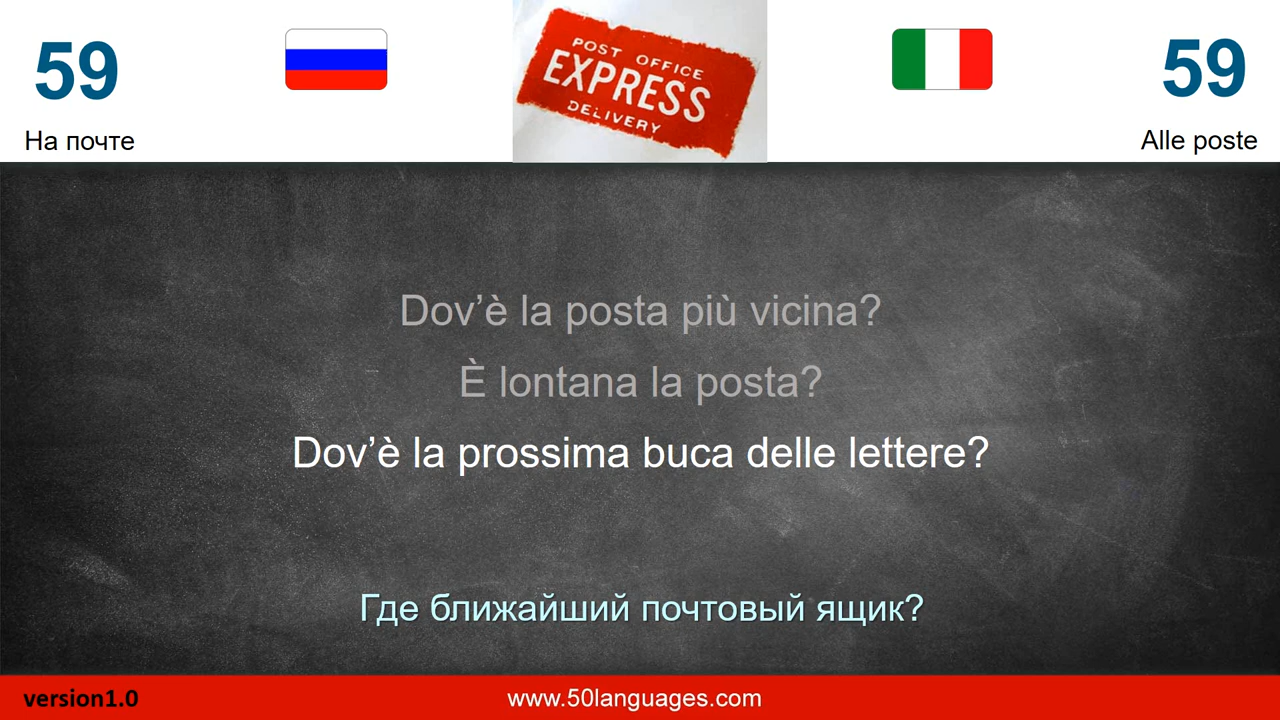 59
59
На почте
Alle poste
POST OFFICE
EXPRESS
DELIVERY
Dov’è la posta più vicina?
È lontana la posta?
Dov’è la prossima buca delle lettere?
Где ближайший почтовый ящик?
version1.0
www.50languages.com